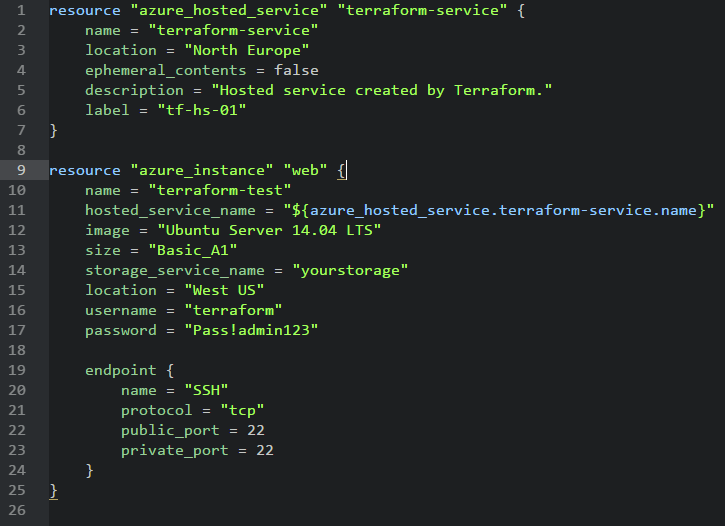 1 resource "azure_hosted_service" "terraform-service" {
2     name = "terraform-service"
3     location = "North Europe"
4     ephemeral_contents = false
5     description = "Hosted service created by Terraform."
6     label = "tf-hs-01"
7 }
8
9 resource "azure_instance" "web" {
10     name = "terraform-test"
11     hosted_service_name = "${azure_hosted_service.terraform-service.name}"
12     image = "Ubuntu Server 14.04 LTS"
13     size = "Basic_A1"
14     storage_service_name = "yourstorage"
15     location = "West US"
16     username = "terraform"
17     password = "Pass!admin123"
18
19     endpoint {
20         name = "SSH"
21         protocol = "tcp"
22         public_port = 22
23         private_port = 22
24     }
25 }
26